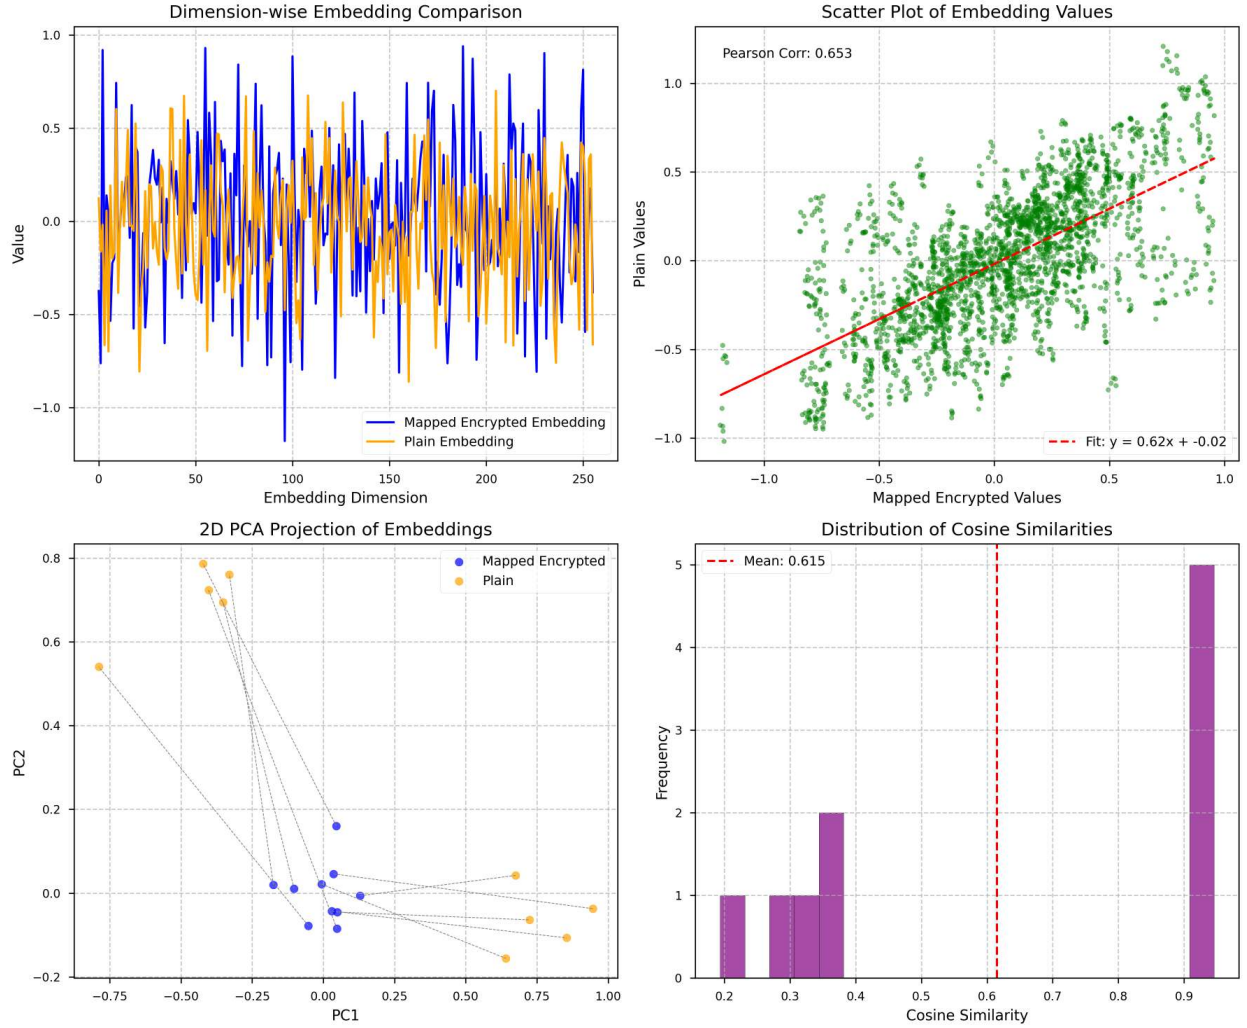 Dimension-wise Embedding Comparison
1.0
0.5
0.0
−0.5
−1.0
Value
0
50
100
150
200
250
Embedding Dimension
Mapped Encrypted Embedding
Plain Embedding
Scatter Plot of Embedding Values
Pearson Corr: 0.653
1.0
0.5
0.0
−0.5
−1.0
Plain Values
−1.0
−0.5
0.0
0.5
1.0
Mapped Encrypted Values
Fit: y = 0.62x + -0.02
2D PCA Projection of Embeddings
Mapped Encrypted
Plain
0.8
0.6
0.4
0.2
0.0
−0.2
PC2
−0.75
−0.50
−0.25
0.00
0.25
0.50
0.75
1.00
PC1
Distribution of Cosine Similarities
Mean: 0.615
5
4
3
2
1
0
Frequency
0.2
0.3
0.4
0.5
0.6
0.7
0.8
0.9
Cosine Similarity